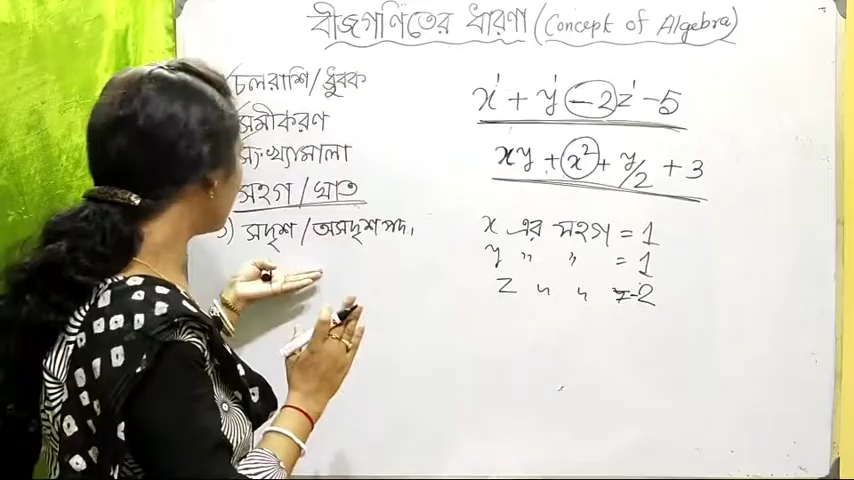 বীজগণিতের ধারণা (Concept of Algebra)
চলরাশি/ধ্রুবক
সমীকরণ
সংখ্যামালা
সহগ/ঘাত
) সদৃশ/অসদৃশ পদ।
x¹ + y¹ - 2z¹ - 5
xy + x² + y/2 + 3
x এর সহগ = 1
y " " = 1
z " " = -2